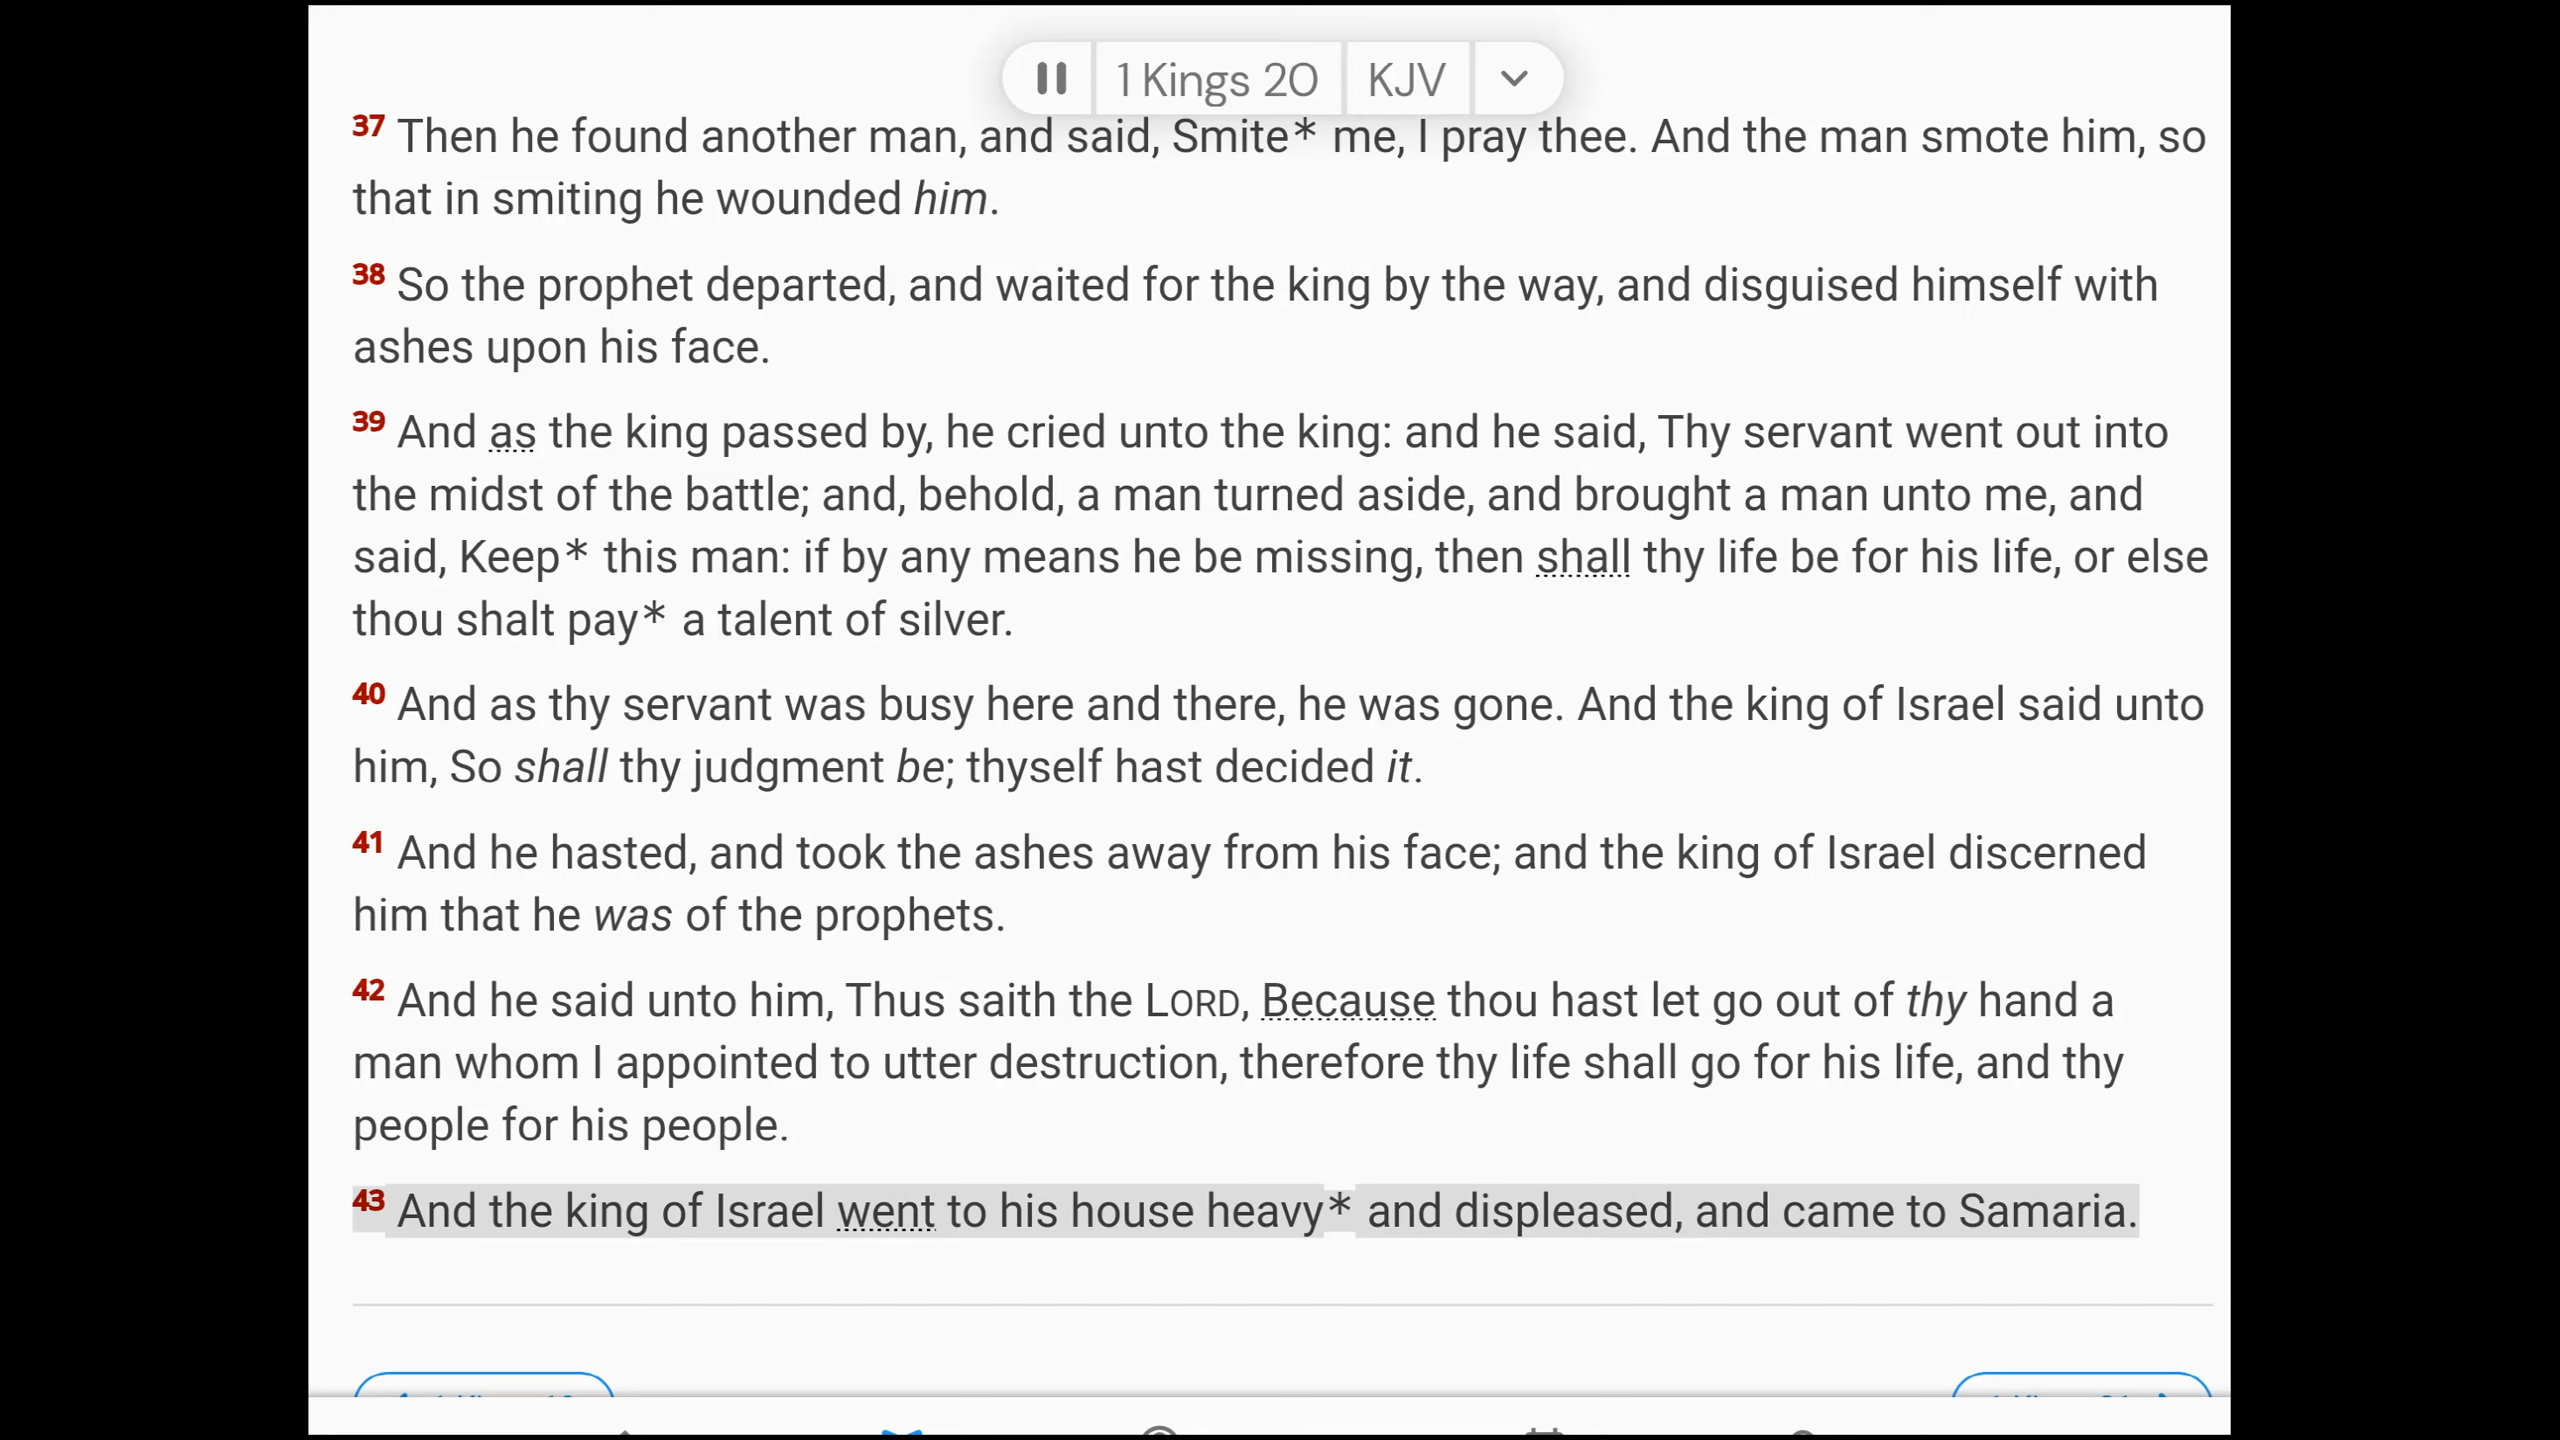 1 Kings 20 KJV
37 Then he found another man, and said, Smite* me, I pray thee. And the man smote him, so
that in smiting he wounded him.
38 So the prophet departed, and waited for the king by the way, and disguised himself with
ashes upon his face.
39 And as the king passed by, he cried unto the king: and he said, Thy servant went out into
the midst of the battle; and, behold, a man turned aside, and brought a man unto me, and
said, Keep* this man: if by any means he be missing, then shall thy life be for his life, or else
thou shalt pay* a talent of silver.
40 And as thy servant was busy here and there, he was gone. And the king of Israel said unto
him, So shall thy judgment be; thyself hast decided it.
41 And he hasted, and took the ashes away from his face; and the king of Israel discerned
him that he was of the prophets.
42 And he said unto him, Thus saith the LORD, Because thou hast let go out of thy hand a
man whom I appointed to utter destruction, therefore thy life shall go for his life, and thy
people for his people.
43 And the king of Israel went to his house heavy* and displeased, and came to Samaria.